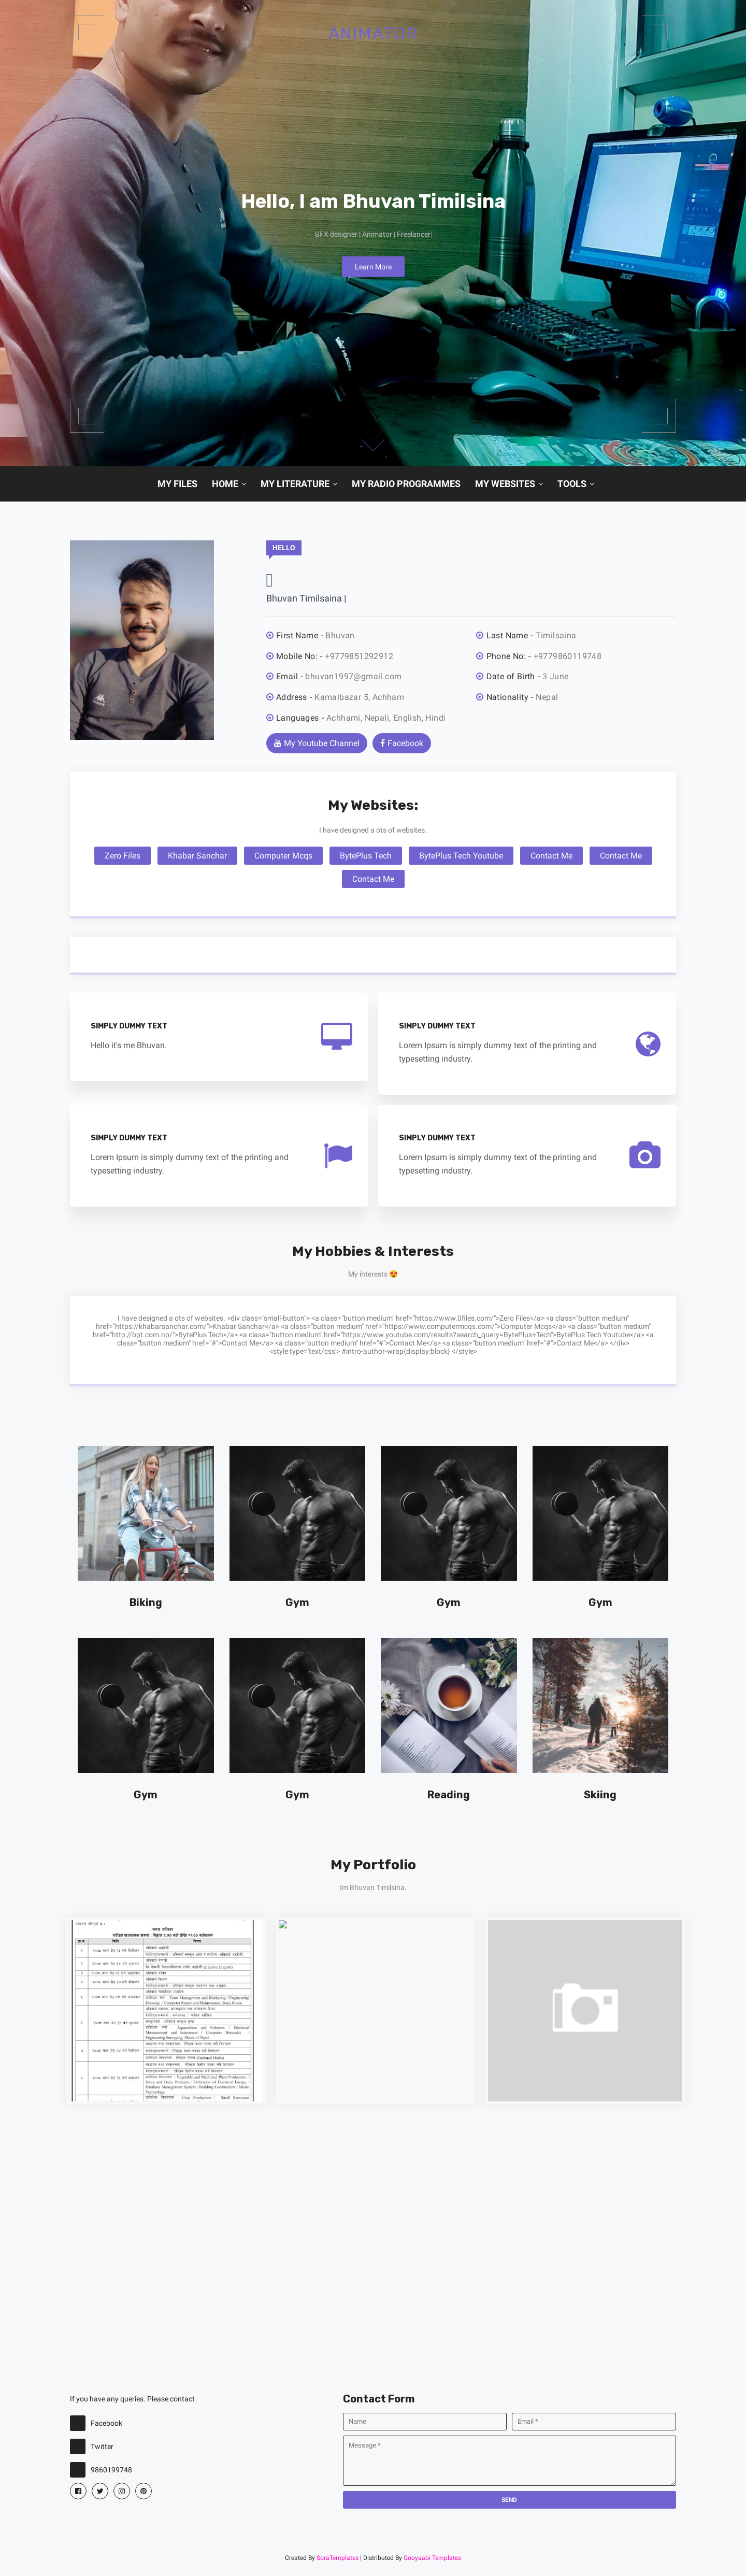 ANIMATOR
Hello, I am Bhuvan Timilsina
GFX designer | Animator | Freelancer
Learn More
MY FILES HOME MY LITERATURE MY RADIO PROGRAMMES MY WEBSITES TOOLS
HELLO
Bhuvan Timilsaina |
First Name - Bhuvan
Last Name - Timilsaina
Mobile No: - +9779851292912
Phone No: - +9779860119748
Email - bhuvan1997@gmail.com
Date of Birth - 3 June
Address - Kamalbazar 5, Achham
Nationality - Nepal
Languages - Achhami, Nepali, English, Hindi
My Youtube Channel Facebook
My Websites:
I have designed a ots of websites.
Zero Files Khabar Sanchar Computer Mcqs BytePlus Tech BytePlus Tech Youtube Contact Me Contact Me
Contact Me
SIMPLY DUMMY TEXT
Hello it's me Bhuvan.
SIMPLY DUMMY TEXT
Lorem Ipsum is simply dummy text of the printing and
typesetting industry.
SIMPLY DUMMY TEXT
Lorem Ipsum is simply dummy text of the printing and
typesetting industry.
SIMPLY DUMMY TEXT
Lorem Ipsum is simply dummy text of the printing and
typesetting industry.
My Hobbies & Interests
My interests 😍
I have designed a ots of websites. <div class="small-button"> <a class="button medium" href="https://www.0files.com/">Zero Files</a> <a class="button medium"
href="https://khabarsanchar.com/">Khabar Sanchar</a> <a class="button medium" href="https://www.computermcqs.com/">Computer Mcqs</a> <a class="button medium"
href="http://bpt.com.np/">BytePlus Tech</a> <a class="button medium" href="https://www.youtube.com/results?search_query=BytePlus+Tech">BytePlus Tech Youtube</a> <a
class="button medium" href="#">Contact Me</a> <a class="button medium" href="#">Contact Me</a> <a class="button medium" href="#">Contact Me</a> </div>
<style type='text/css'> #intro-author-wrap{display:block} </style>
Biking
Gym
Gym
Gym
Gym
Gym
Reading
Skiing
My Portfolio
Im Bhuvan Timilsina.
If you have any queries. Please contact
Facebook
Twitter
9860199748
Contact Form
Name
Email *
Message *
SEND
Created By SoraTemplates | Distributed By Gooyaabi Templates